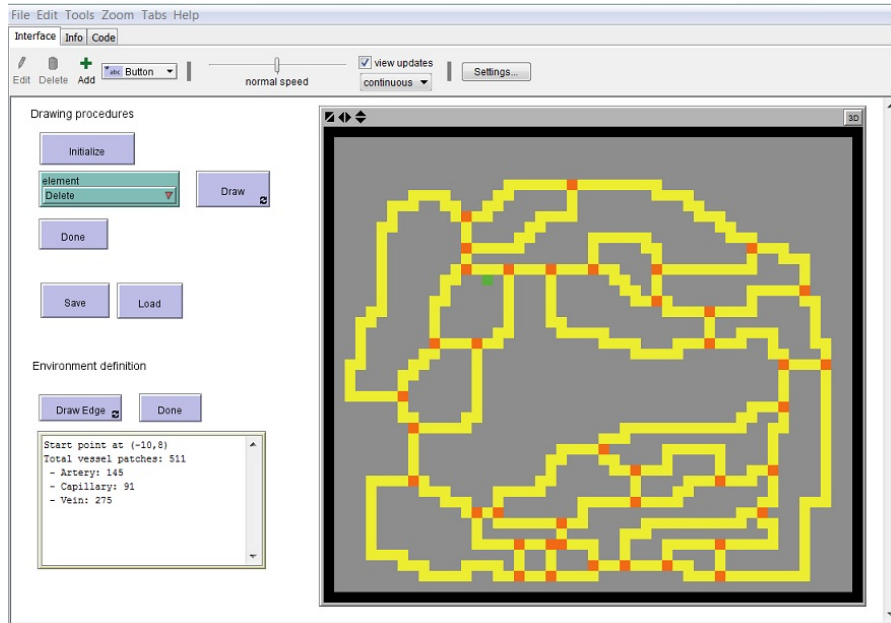 File Edit Tools Zoom Tabs Help
Interface Info Code
Edit Delete Add abc Button normal speed view updates continuous Settings...
Drawing procedures
3D
Initialize
element
Delete
Draw
Done
Save Load
Environment definition
Draw Edge Done
Start point at (-10,8)
Total vessel patches: 511
- Artery: 145
- Capillary: 91
- Vein: 275